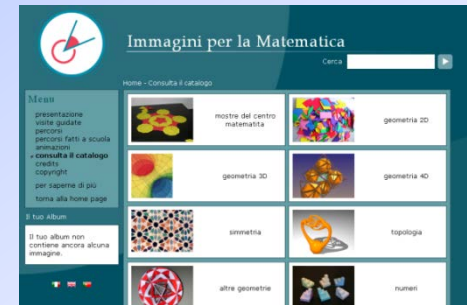 Immagini per la Matematica
Cerca
Home - Consulta il catalogo
Menu
presentazione
visite guidate
percorsi
percorsi fatti a scuola
animazioni
consulta il catalogo
credits
copyright
per saperne di più
torna alla home page
Il tuo Album
Il tuo album non
contiene ancora alcuna
immagine.
mostre del centro
matematita
geometria 2D
geometria 3D
geometria 4D
simmetria
topologia
altre geometrie
numeri